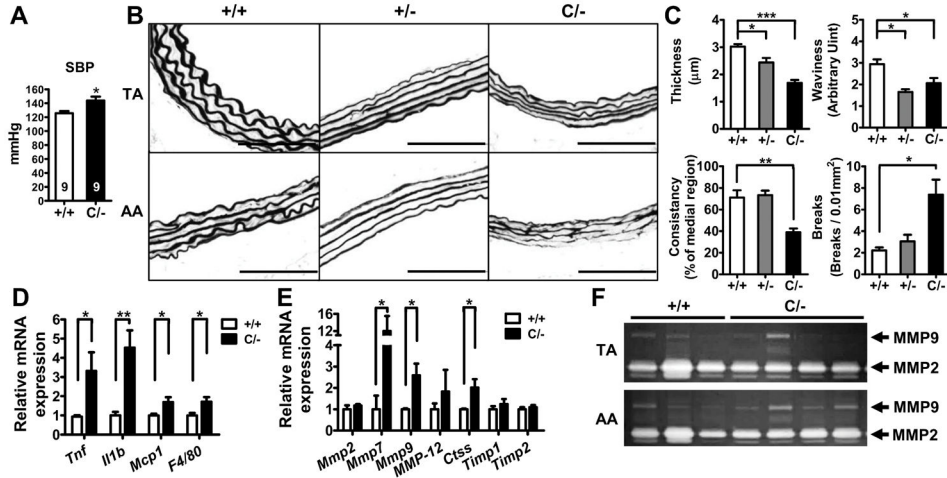 A
SBP
mmHg
160
140
120
100
80
60
40
20
0
*
9
9
+/+
C/-
B
+/+
+/-
C/-
TA
AA
C
Thickness
(μm)
4
3
2
1
0
***
*
+/+
+/-
C/-
Waviness
(Arbitrary Uint)
5
4
3
2
1
0
*
*
+/+
+/-
C/-
Consistancy
(% of medial region)
100
80
60
40
20
0
**
+/+
+/-
C/-
Breaks
(Breaks / 0.01mm²)
10
8
6
4
2
0
*
+/+
+/-
C/-
D
Relative mRNA
expression
6
5
4
3
2
1
0
*
**
*
*
+/+
C/-
Tnf
Il1b
Mcp1
F4/80
E
Relative mRNA
expression
16
12
4
3
2
1
0
*
*
*
+/+
C/-
Mmp2
Mmp7
Mmp9
MMP-12
Ctss
Timp1
Timp2
F
+/+
C/-
TA
MMP9
MMP2
AA
MMP9
MMP2